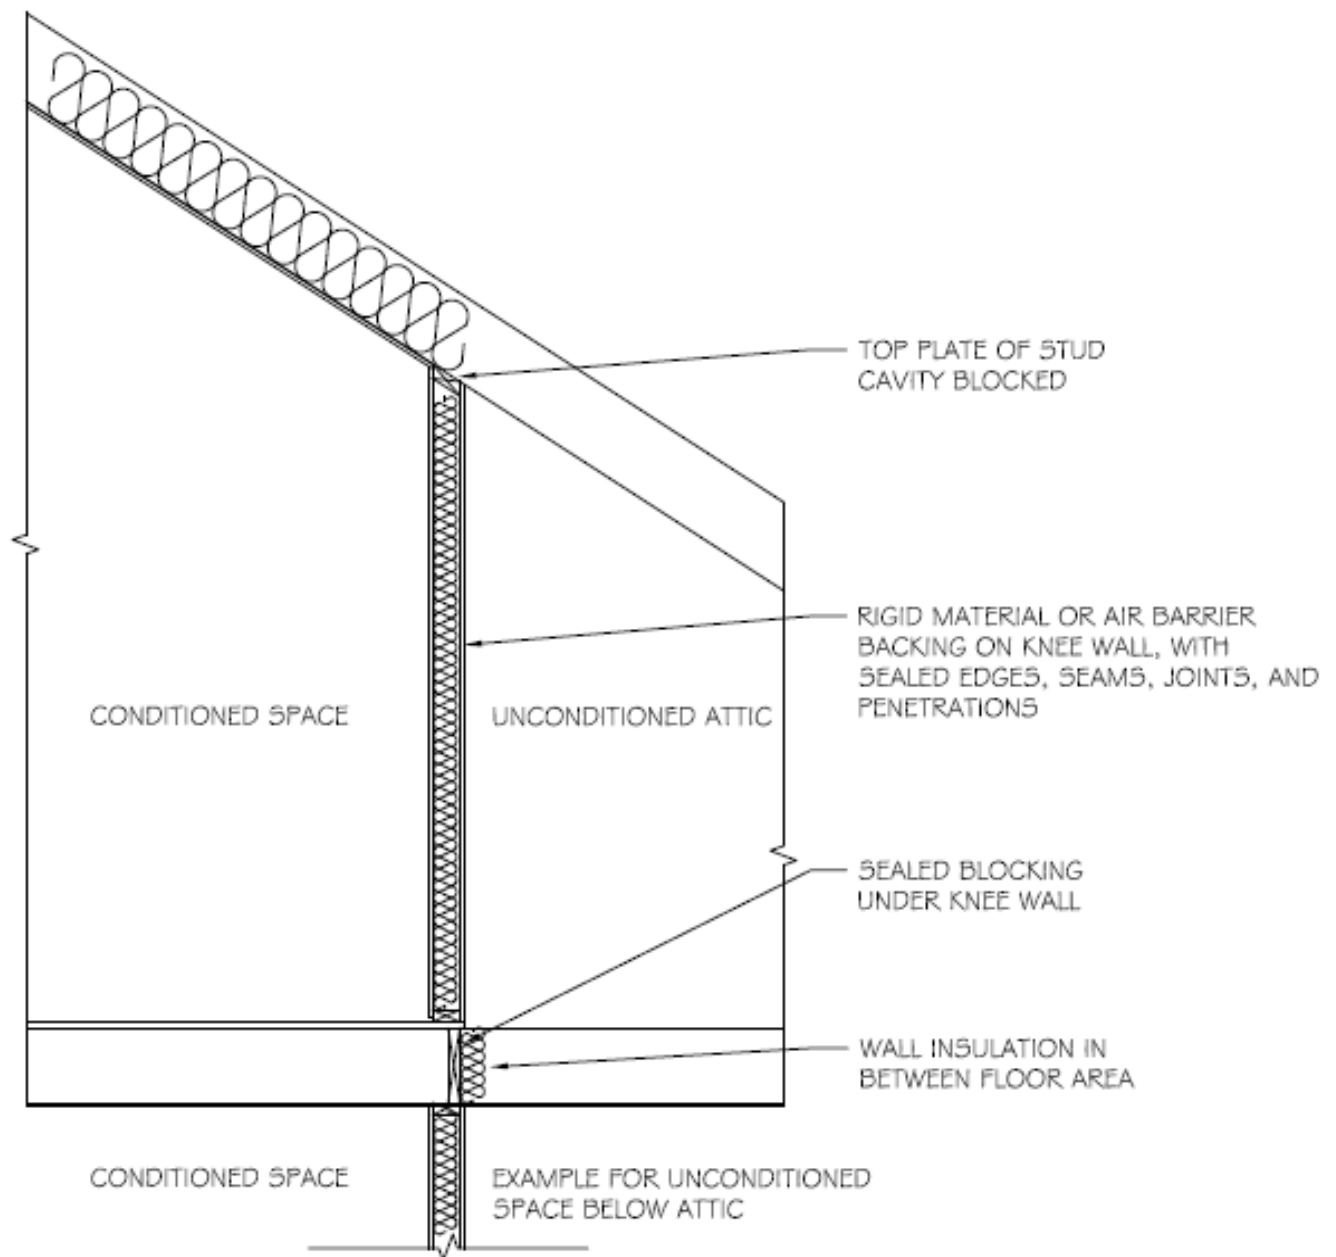 TOP PLATE OF STUD
CAVITY BLOCKED
RIGID MATERIAL OR AIR BARRIER
BACKING ON KNEE WALL, WITH
SEALED EDGES, SEAMS, JOINTS, AND
PENETRATIONS
CONDITIONED SPACE
UNCONDITIONED ATTIC
SEALED BLOCKING
UNDER KNEE WALL
WALL INSULATION IN
BETWEEN FLOOR AREA
CONDITIONED SPACE
EXAMPLE FOR UNCONDITIONED
SPACE BELOW ATTIC